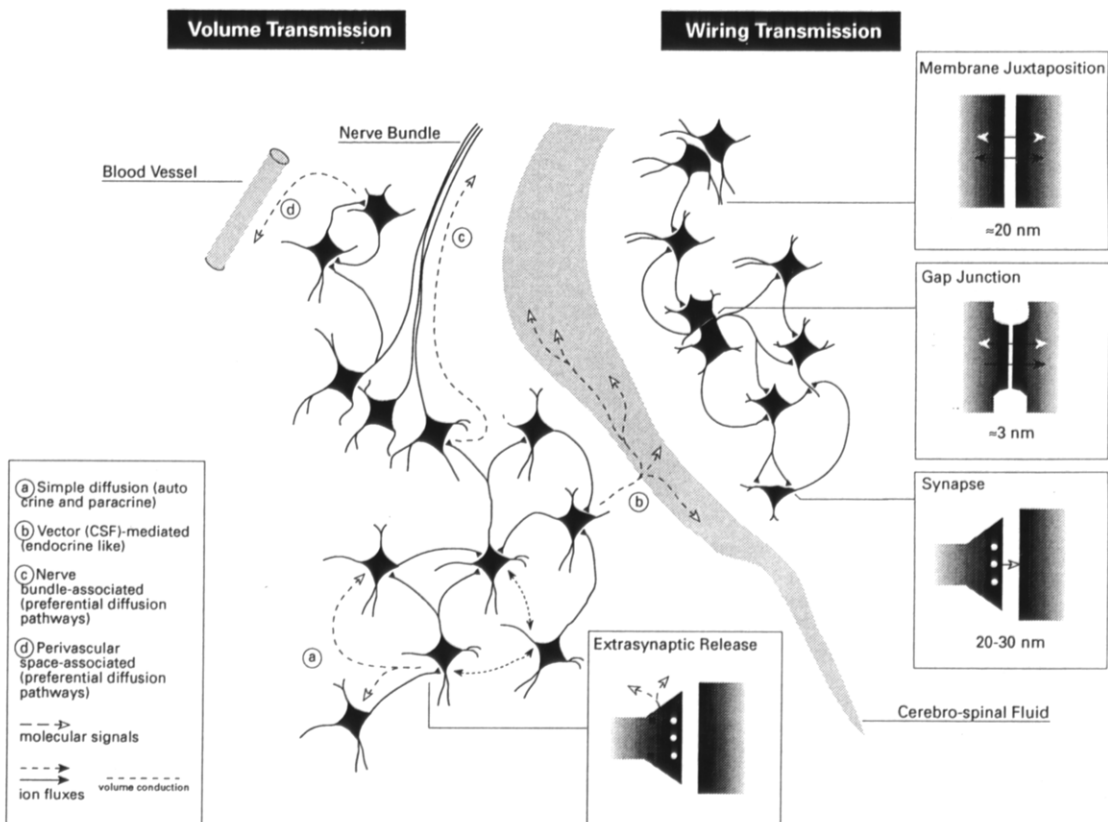 Volume Transmission
Wiring Transmission
Membrane Juxtaposition
≈20 nm
Nerve Bundle
Blood Vessel
d
c
Gap Junction
≈3 nm
b
a
Synapse
20-30 nm
Extrasynaptic Release
Cerebro-spinal Fluid
a Simple diffusion (auto
crine and paracrine)
b Vector (CSF)-mediated
(endocrine like)
c Nerve
bundle-associated
(preferential diffusion
pathways)
d Perivascular
space-associated
(preferential diffusion
pathways)
molecular signals
ion fluxes
volume conduction